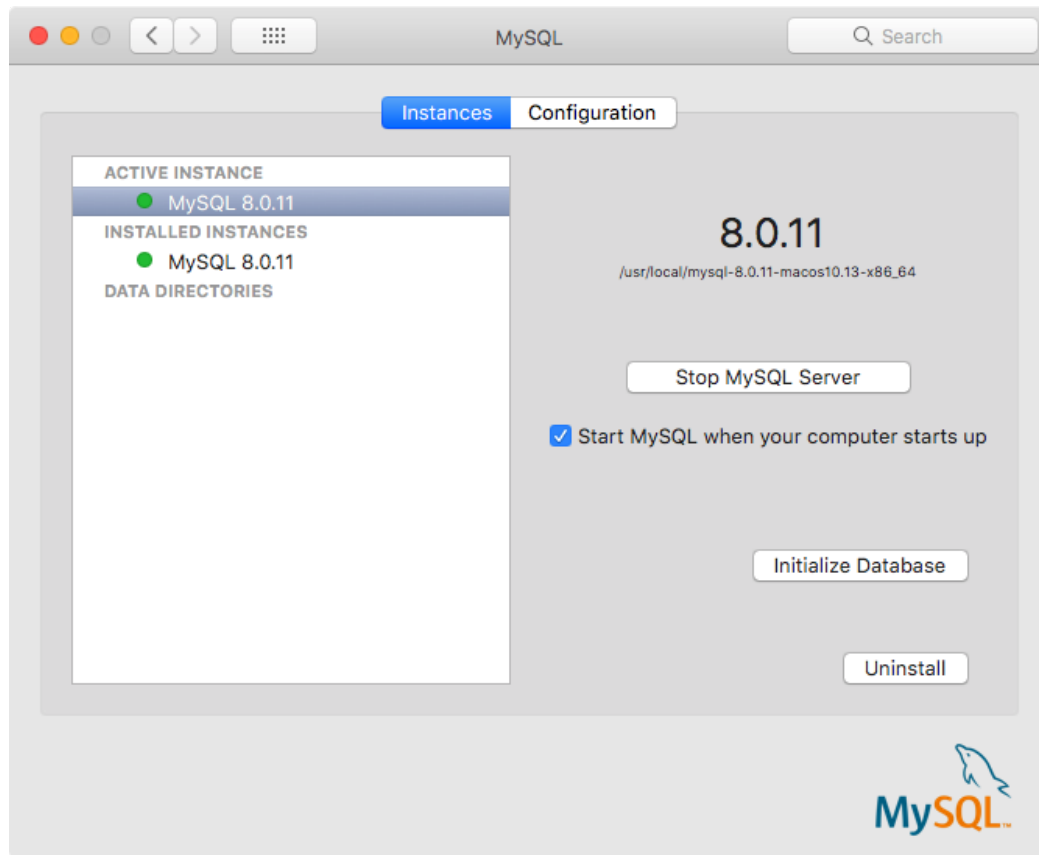 MySQL
Search
Instances
Configuration
ACTIVE INSTANCE
MySQL 8.0.11
INSTALLED INSTANCES
MySQL 8.0.11
DATA DIRECTORIES
8.0.11
/usr/local/mysql-8.0.11-macos10.13-x86_64
Stop MySQL Server
Start MySQL when your computer starts up
Initialize Database
Uninstall
MySQL™